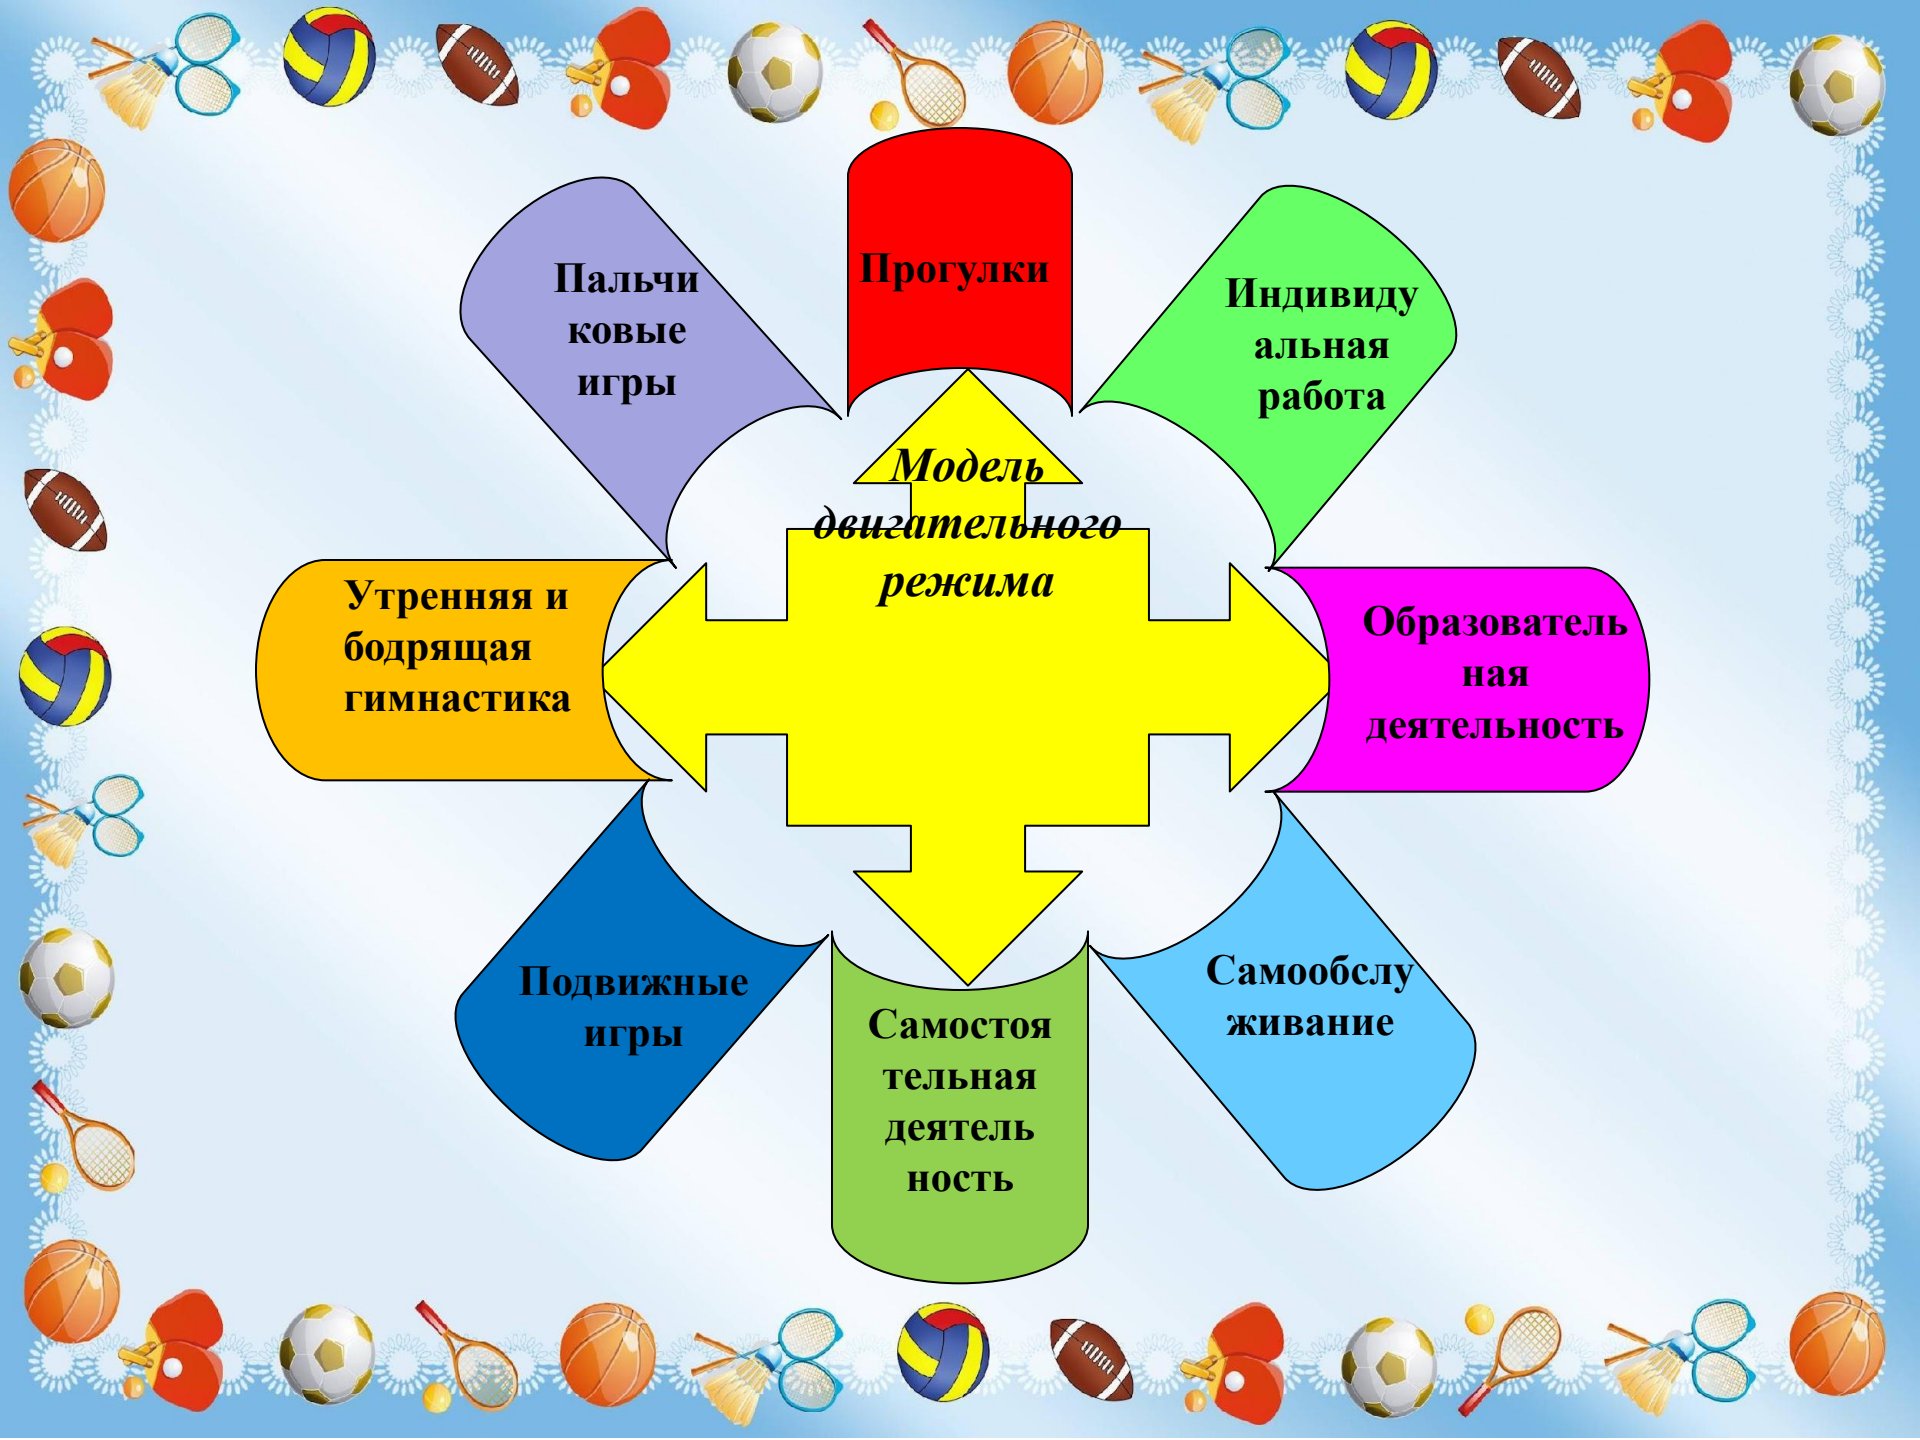 Прогулки
Пальчи
ковые
игры
Индивиду
альная
работа
Модель
двигательного
режима
Утренняя и
бодрящая
гимнастика
Образователь
ная
деятельность
Подвижные
игры
Самообслу
живание
Самостоя
тельная
деятель
ность